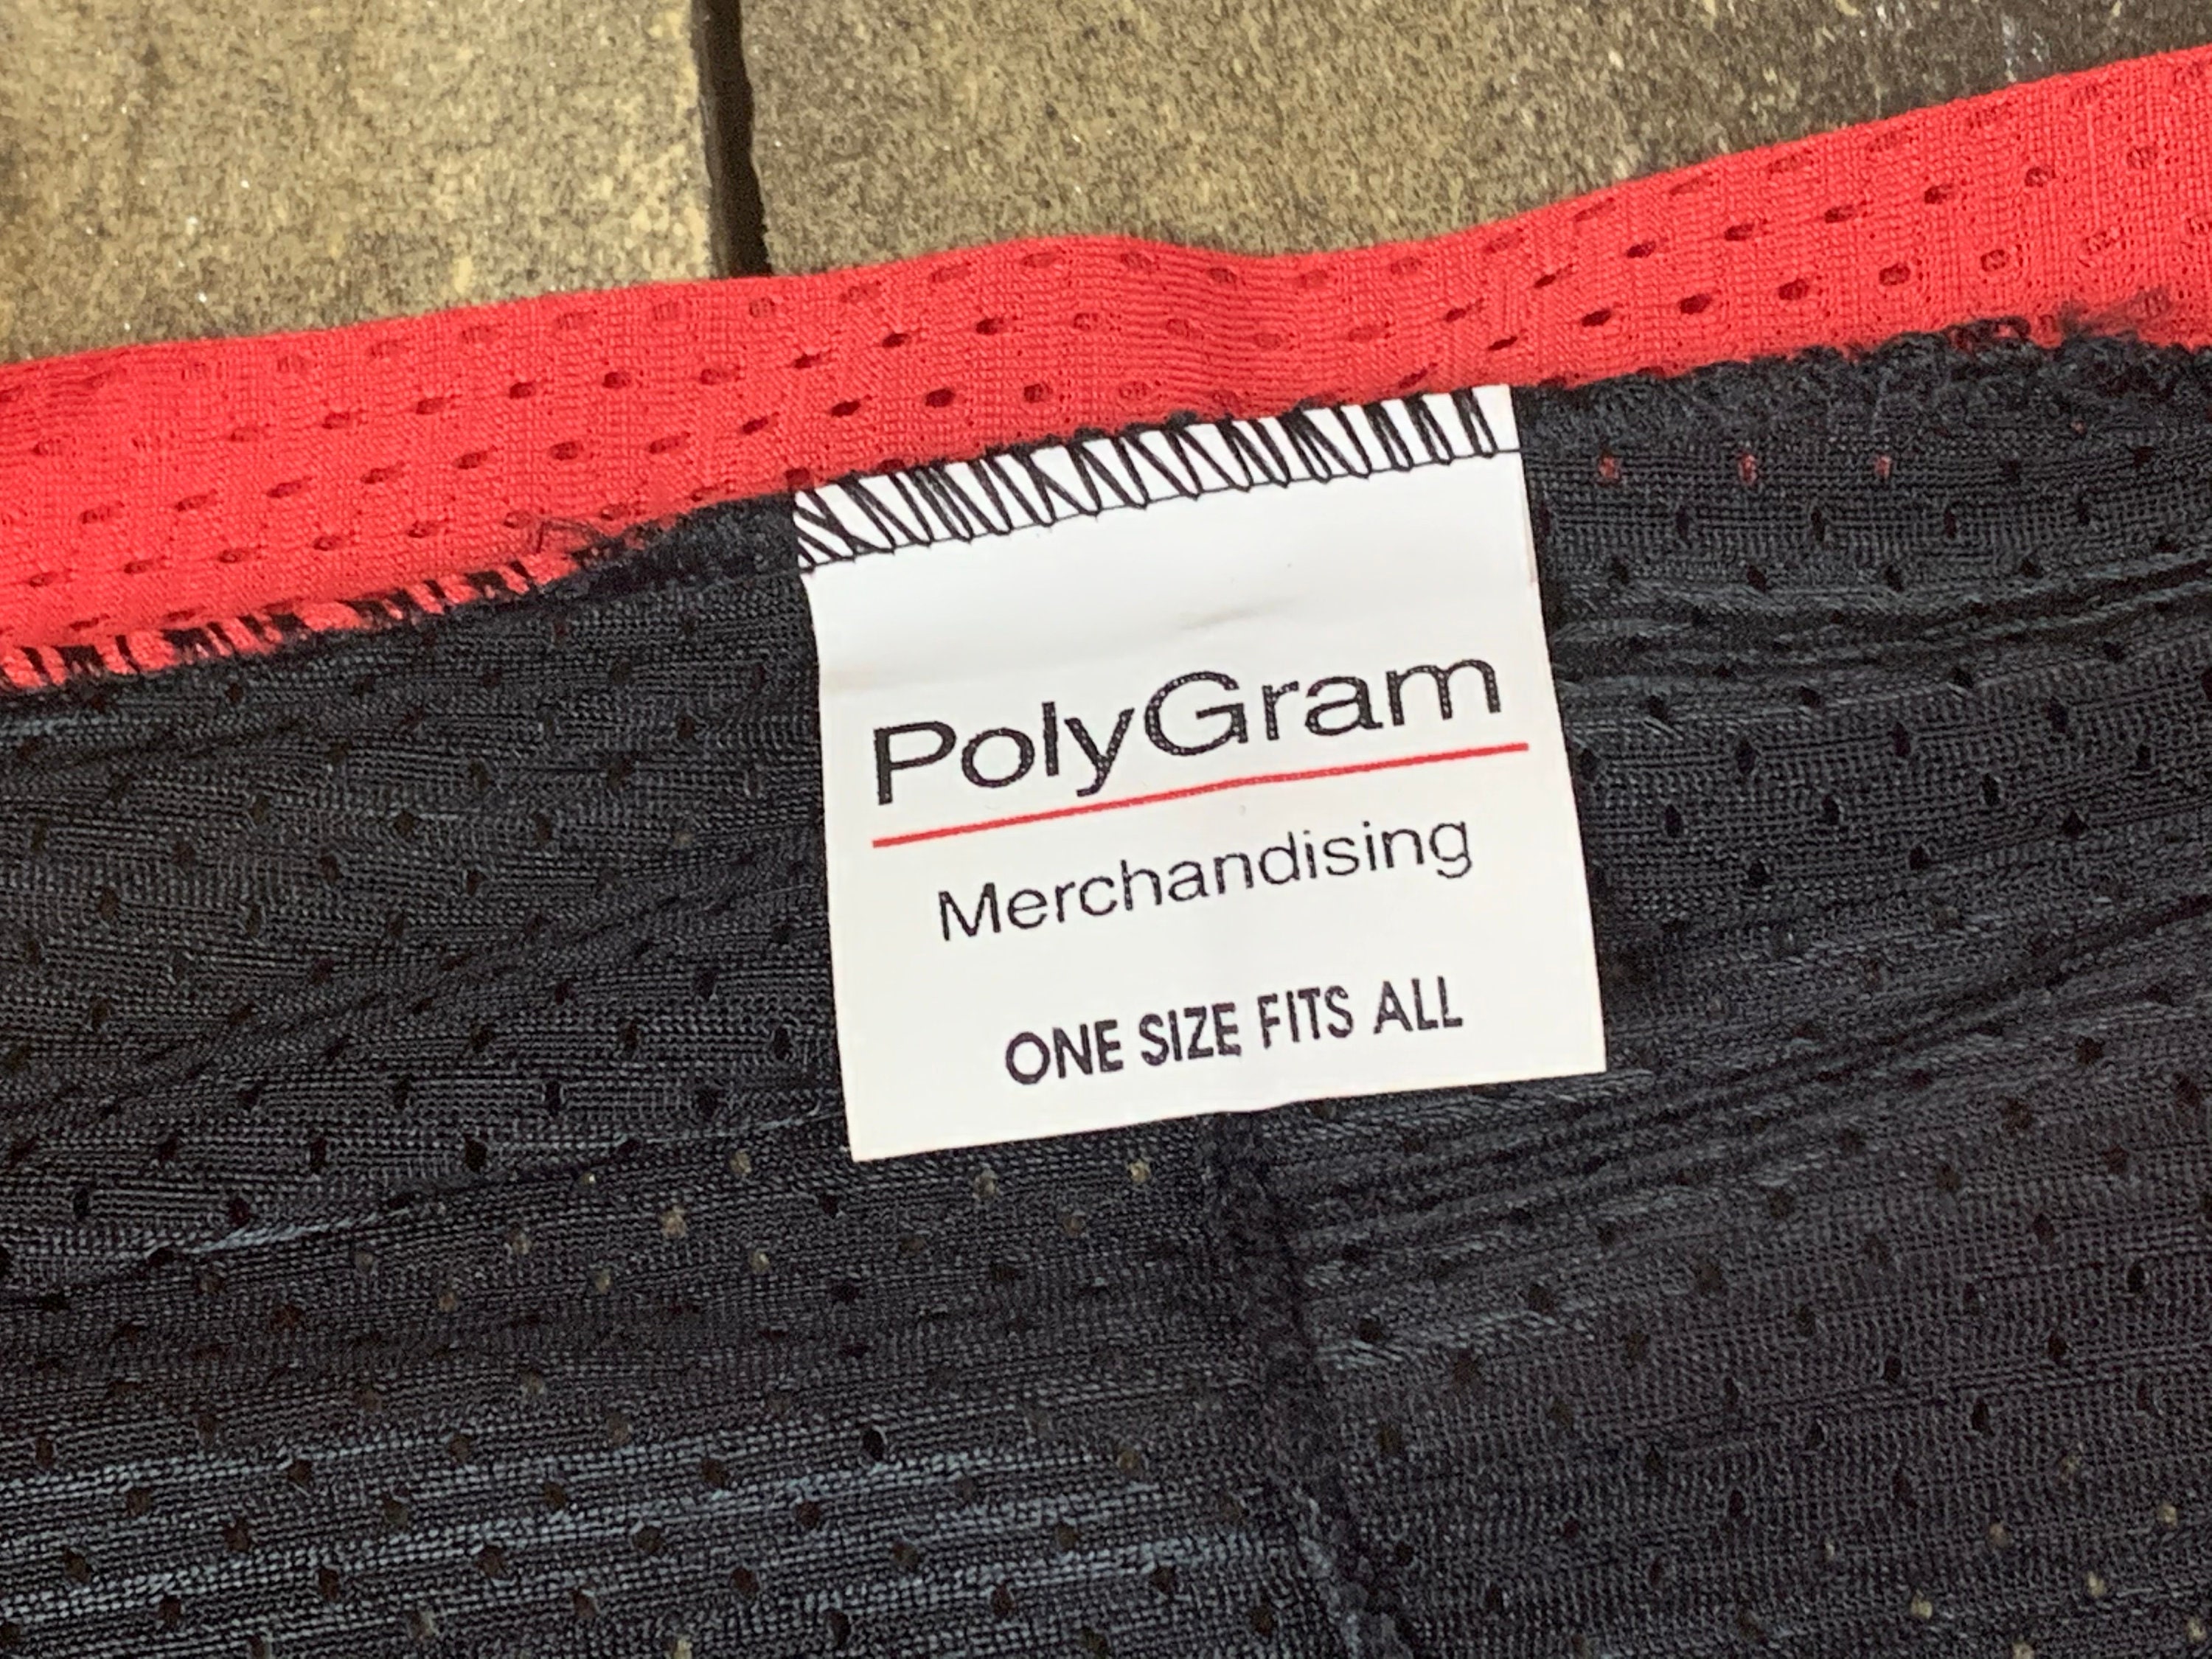 PolyGram
Merchandising
ONE SIZE FITS ALL